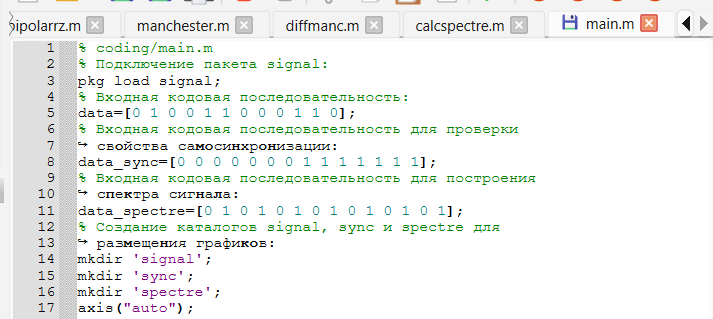 bipolarrz.m manchester.m diffmanc.m calcspectre.m main.m
1 % coding/main.m
2 % Подключение пакета signal:
3 pkg load signal;
4 % Входная кодовая последовательность:
5 data=[0 1 0 0 1 1 0 0 0 1 1 0];
6 % Входная кодовая последовательность для проверки
7 ↪ свойства самосинхронизации:
8 data_sync=[0 0 0 0 0 0 0 1 1 1 1 1 1 1];
9 % Входная кодовая последовательность для построения
10 ↪ спектра сигнала:
11 data_spectre=[0 1 0 1 0 1 0 1 0 1 0 1 0 1];
12 % Создание каталогов signal, sync и spectre для
13 ↪ размещения графиков:
14 mkdir 'signal';
15 mkdir 'sync';
16 mkdir 'spectre';
17 axis("auto");